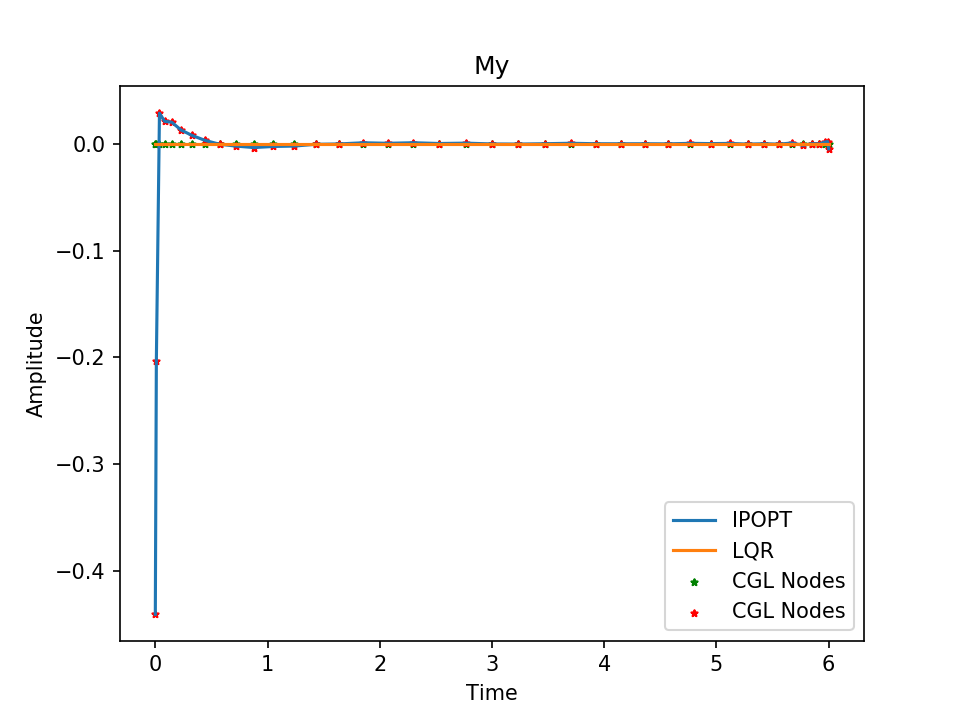 My
0.0
−0.1
−0.2
−0.3
−0.4
Amplitude
0 1 2 3 4 5 6
Time
IPOPT
LQR
CGL Nodes
CGL Nodes